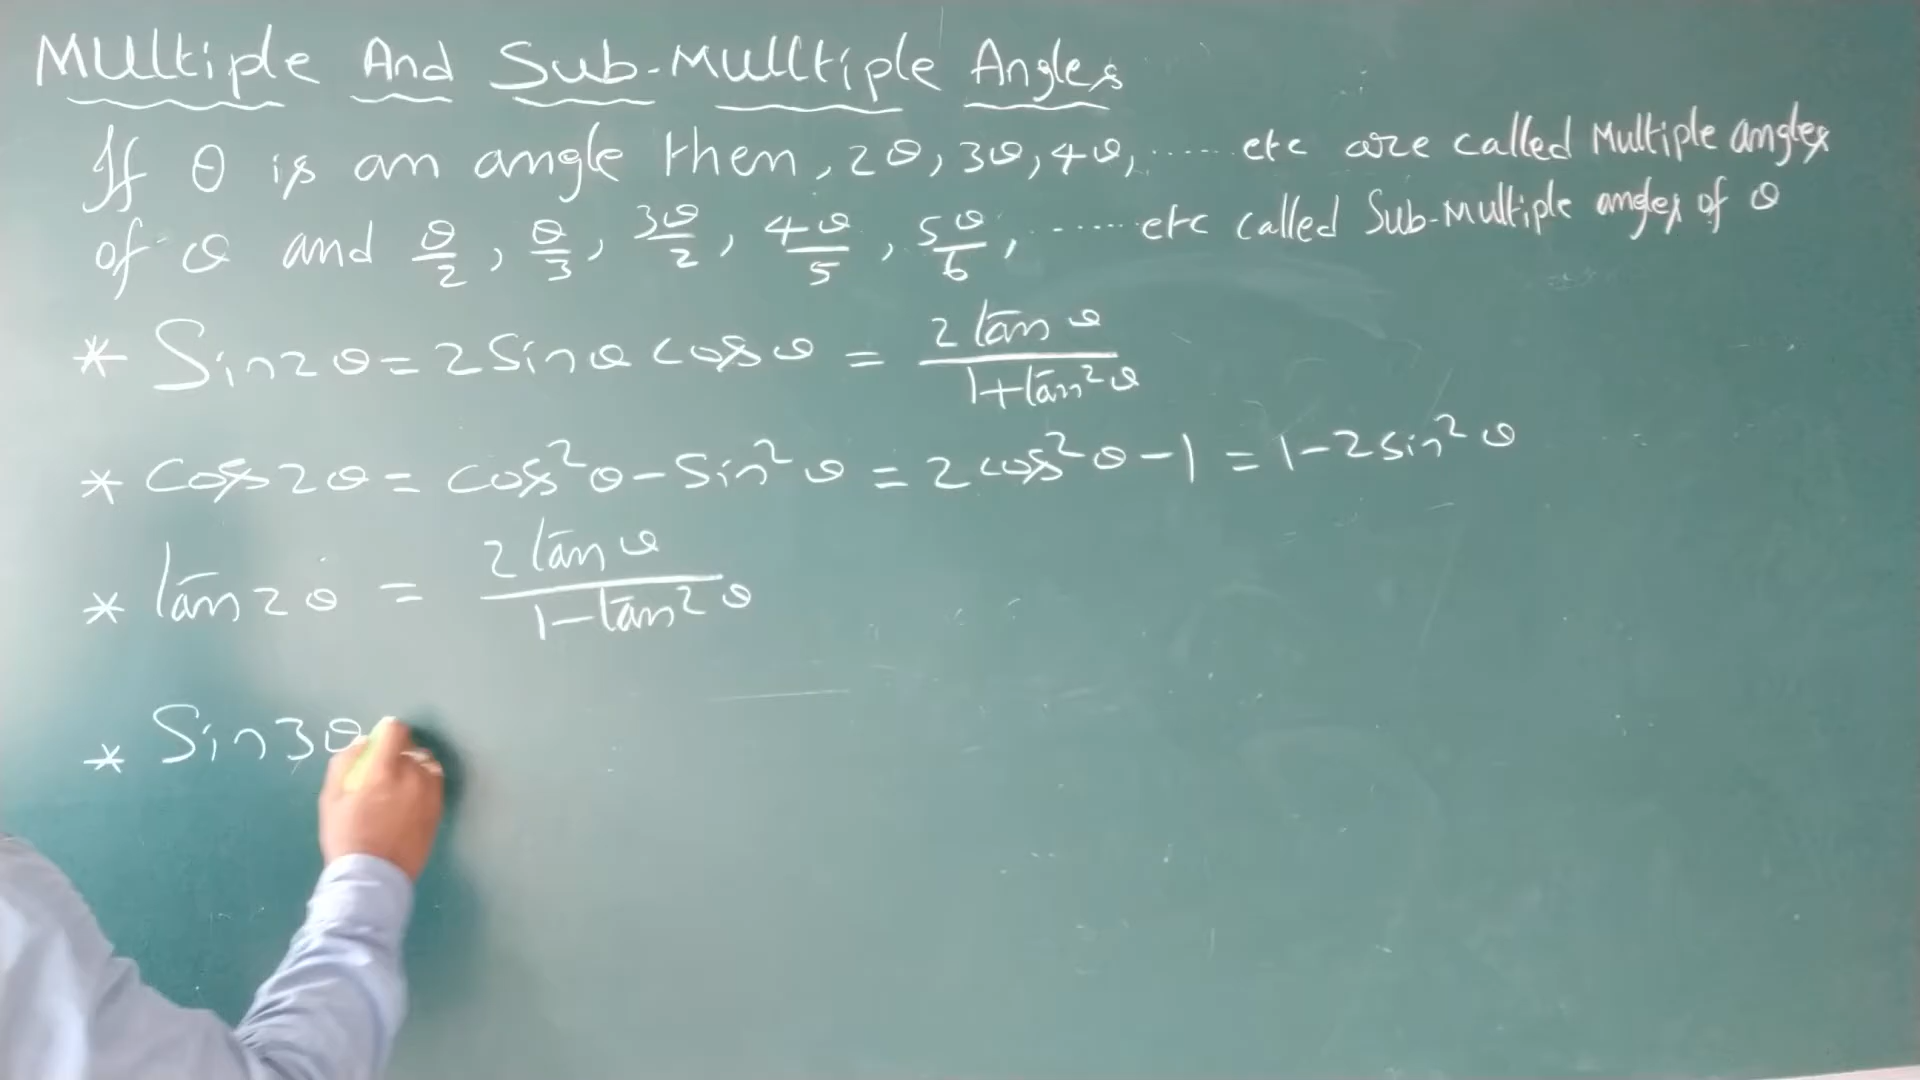 Multiple And Sub-Mulltiple Angles
If θ is an angle then, 2θ, 3θ, 4θ, ...... etc are called Multiple angles
of θ and θ/2, θ/3, 3θ/2, 4θ/5, 5θ/6, ...... etc called Sub-Multiple angles of θ
* Sin2θ = 2Sinθ cosθ = 2tanθ/1+tan²θ
* cos2θ = cos²θ - Sin²θ = 2cos²θ - 1 = 1 - 2sin²θ
* tan2θ = 2tanθ/1-tan²θ
* Sin3θ